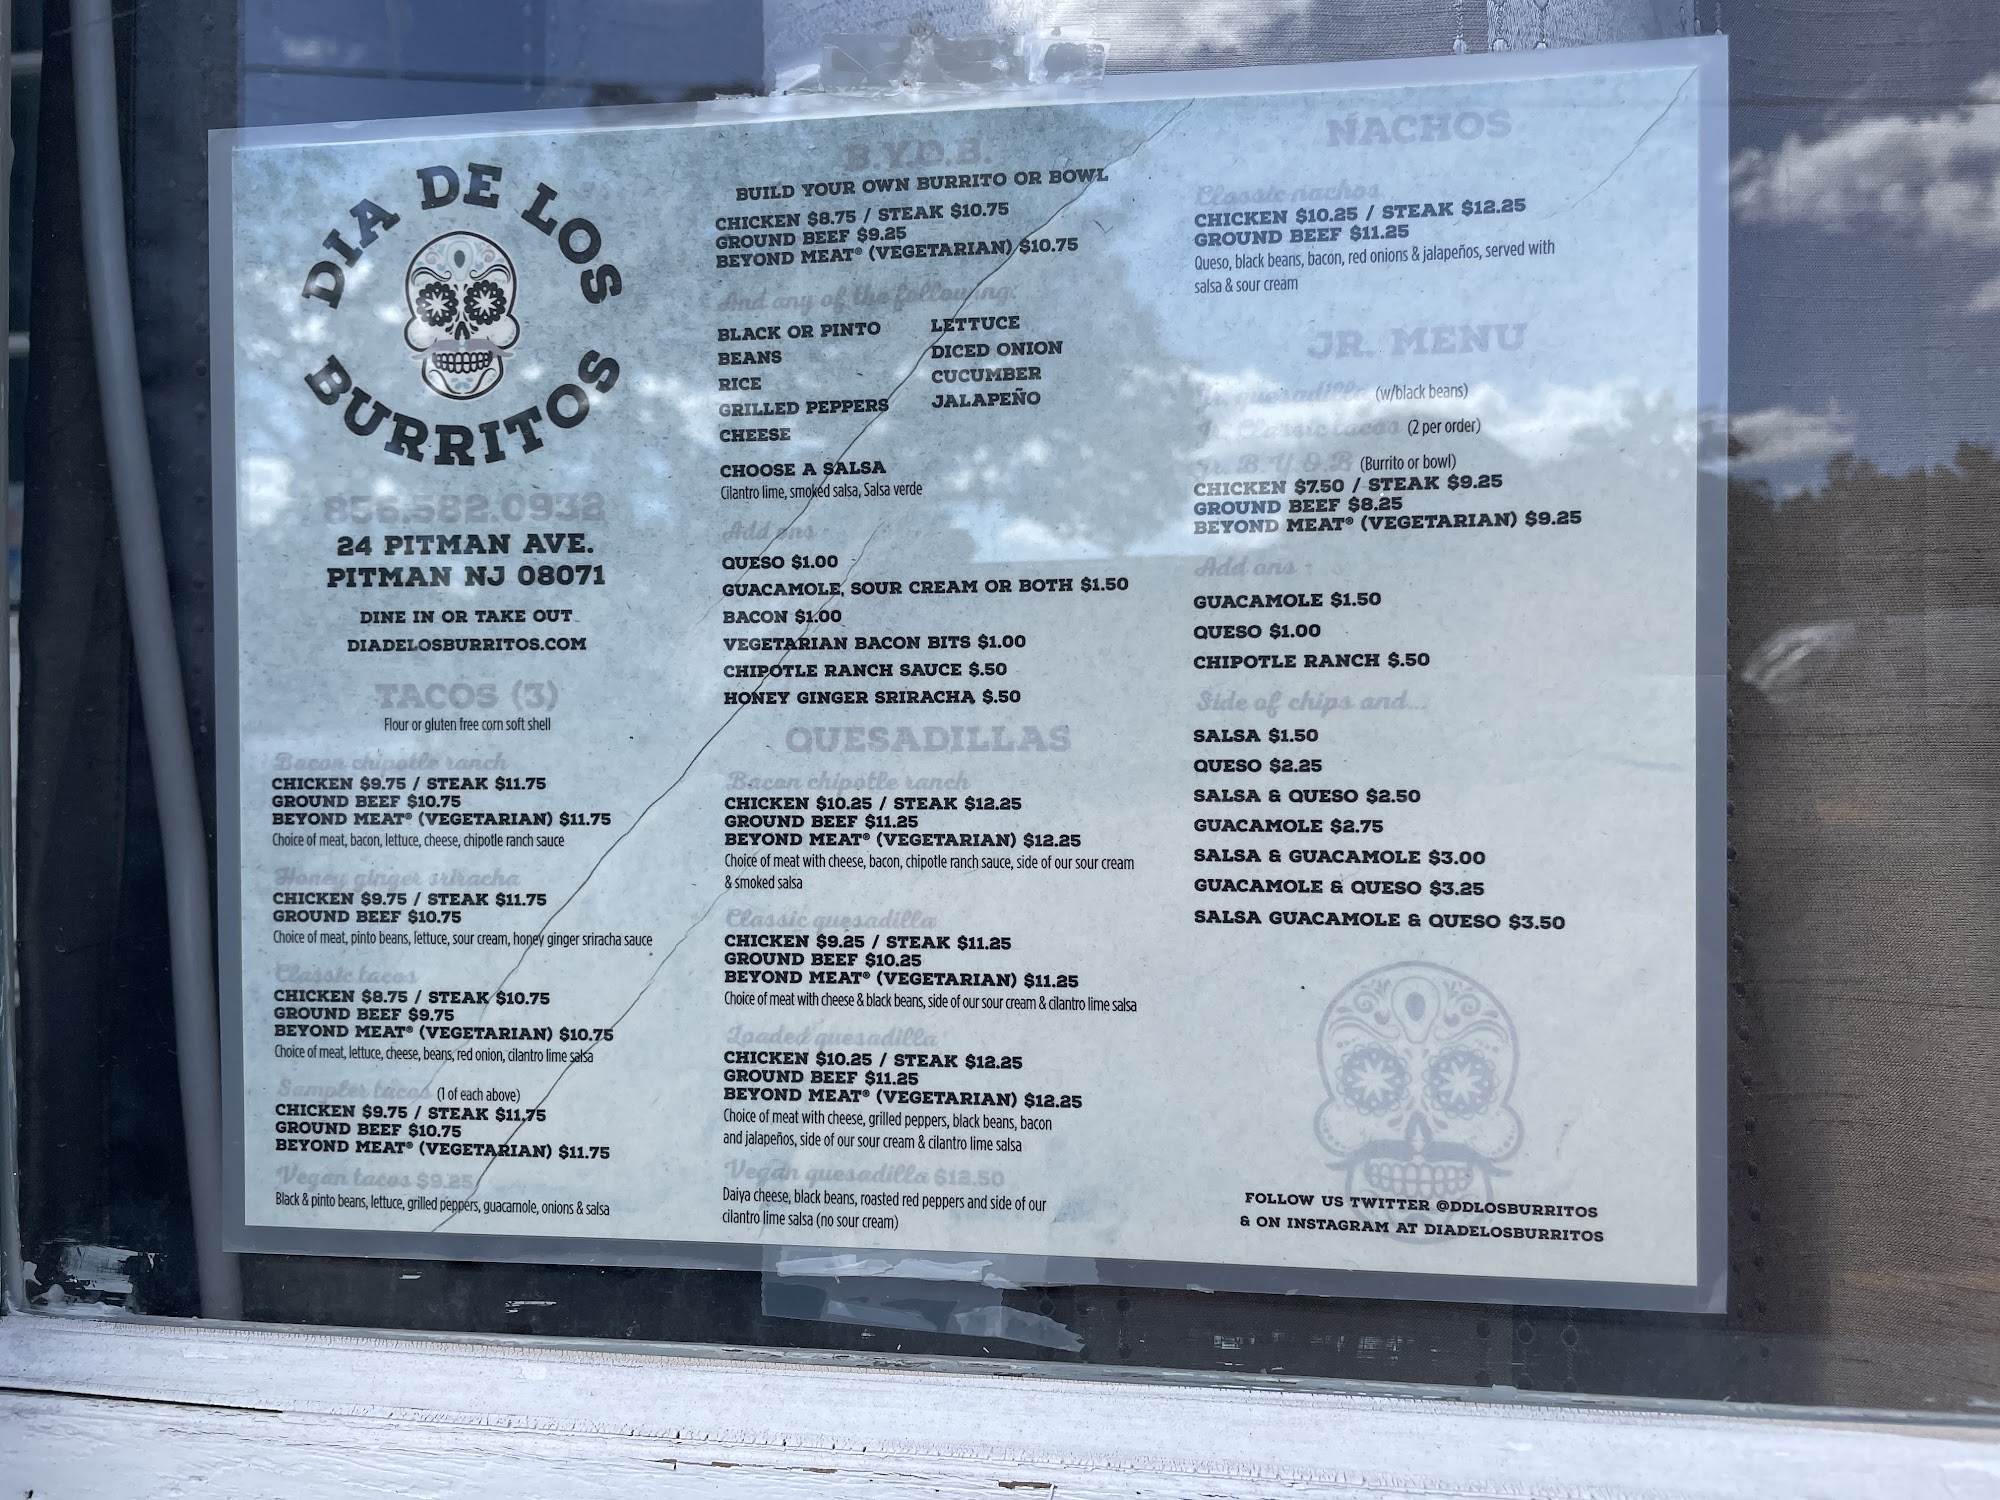 DIA DE LOS
BURRITOS
856.582.0932
24 PITMAN AVE.
PITMAN NJ 08071
DINE IN OR TAKE OUT
DIADELOSBURRITOS.COM
TACOS (3)
Flour or gluten free corn soft shell
Bacon chipotle ranch
CHICKEN $9.75 / STEAK $11.75
GROUND BEEF $10.75
BEYOND MEAT® (VEGETARIAN) $11.75
Choice of meat, bacon, lettuce, cheese, chipotle ranch sauce
Honey ginger sriracha
CHICKEN $9.75 / STEAK $11.75
GROUND BEEF $10.75
Choice of meat, pinto beans, lettuce, sour cream, honey ginger sriracha sauce
Classic tacos
CHICKEN $8.75 / STEAK $10.75
GROUND BEEF $9.75
BEYOND MEAT® (VEGETARIAN) $10.75
Choice of meat, lettuce, cheese, beans, red onion, cilantro lime salsa
Sampler tacos (1 of each above)
CHICKEN $9.75 / STEAK $11.75
GROUND BEEF $10.75
BEYOND MEAT® (VEGETARIAN) $11.75
Vegan tacos $9.25
Black & pinto beans, lettuce, grilled peppers, guacamole, onions & salsa
B.Y.O.B.
BUILD YOUR OWN BURRITO OR BOWL
CHICKEN $8.75 / STEAK $10.75
GROUND BEEF $9.25
BEYOND MEAT® (VEGETARIAN) $10.75
And any of the following:
BLACK OR PINTO
BEANS
RICE
GRILLED PEPPERS
CHEESE
LETTUCE
DICED ONION
CUCUMBER
JALAPEÑO
CHOOSE A SALSA
Cilantro lime, smoked salsa, Salsa verde
Add ons
QUESO $1.00
GUACAMOLE, SOUR CREAM OR BOTH $1.50
BACON $1.00
VEGETARIAN BACON BITS $1.00
CHIPOTLE RANCH SAUCE $.50
HONEY GINGER SRIRACHA $.50
QUESADILLAS
Bacon chipotle ranch
CHICKEN $10.25 / STEAK $12.25
GROUND BEEF $11.25
BEYOND MEAT® (VEGETARIAN) $12.25
Choice of meat with cheese, bacon, chipotle ranch sauce, side of our sour cream
& smoked salsa
Classic quesadilla
CHICKEN $9.25 / STEAK $11.25
GROUND BEEF $10.25
BEYOND MEAT® (VEGETARIAN) $11.25
Choice of meat with cheese & black beans, side of our sour cream & cilantro lime salsa
Loaded quesadilla
CHICKEN $10.25 / STEAK $12.25
GROUND BEEF $11.25
BEYOND MEAT® (VEGETARIAN) $12.25
Choice of meat with cheese, grilled peppers, black beans, bacon
and jalapeños, side of our sour cream & cilantro lime salsa
Vegan quesadilla $12.50
Daiya cheese, black beans, roasted red peppers and side of our
cilantro lime salsa (no sour cream)
NACHOS
Classic nachos
CHICKEN $10.25 / STEAK $12.25
GROUND BEEF $11.25
Queso, black beans, bacon, red onions & jalapeños, served with
salsa & sour cream
JR. MENU
Jr. quesadilla (w/black beans)
Jr. Classic tacos (2 per order)
Jr. B.Y.O.B (Burrito or bowl)
CHICKEN $7.50 / STEAK $9.25
GROUND BEEF $8.25
BEYOND MEAT® (VEGETARIAN) $9.25
Add ons -
GUACAMOLE $1.50
QUESO $1.00
CHIPOTLE RANCH $.50
Side of chips and...
SALSA $1.50
QUESO $2.25
SALSA & QUESO $2.50
GUACAMOLE $2.75
SALSA & GUACAMOLE $3.00
GUACAMOLE & QUESO $3.25
SALSA GUACAMOLE & QUESO $3.50
FOLLOW US TWITTER @DDLOSBURRITOS
& ON INSTAGRAM AT DIADELOSBURRITOS